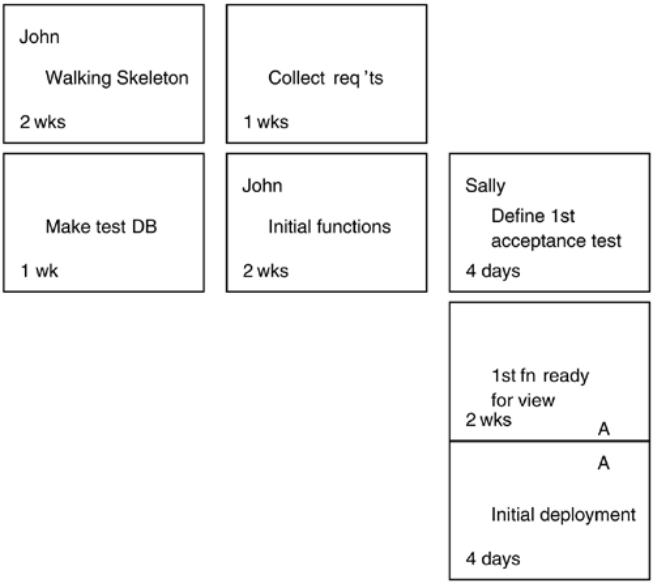 John
Walking Skeleton
2 wks
Collect req 'ts
1 wks
Make test DB
1 wk
John
Initial functions
2 wks
Sally
Define 1st
acceptance test
4 days
1st fn ready
for view
2 wks
A
A
Initial deployment
4 days